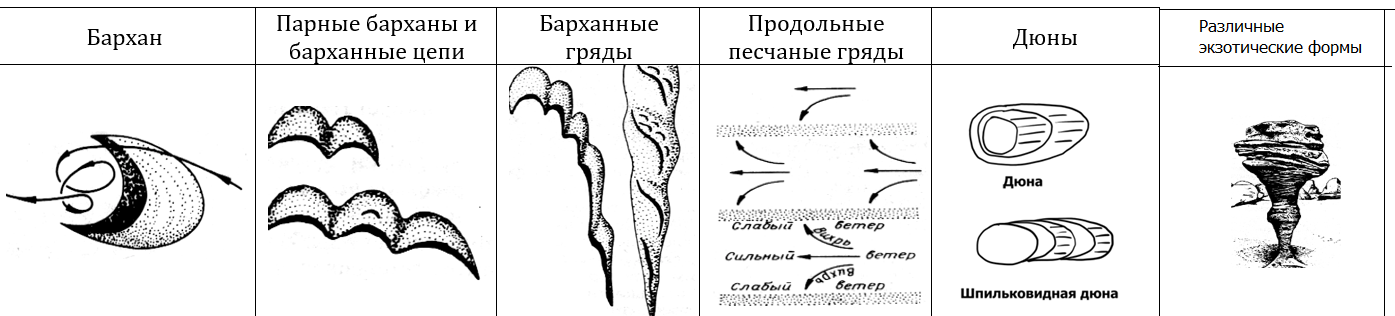 Бархан
Парные барханы и
барханные цепи
Барханные
гряды
Продольные
песчаные гряды
Дюны
Различные
экзотические формы
Слабый ветер
Вихрь
Сильный ветер
Вихрь
Слабый ветер
Дюна
Шпильковидная дюна